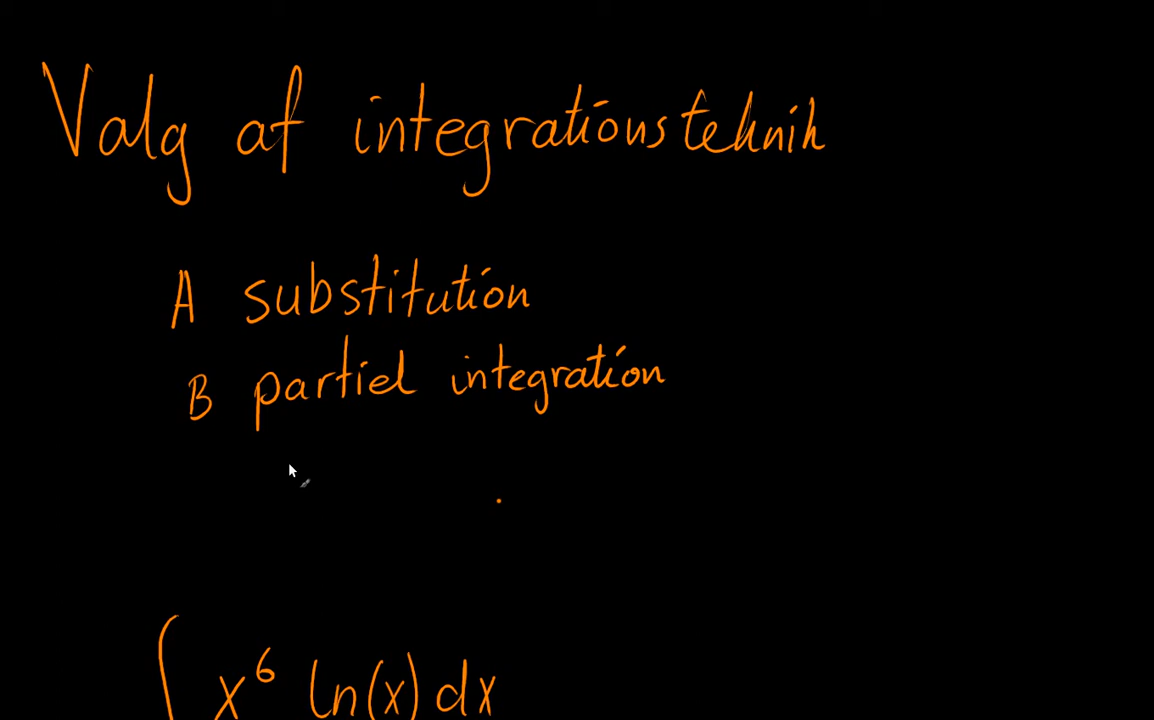 Valg af integrationsteknik
A substitution
B partiel integration
∫ x⁶ ln(x) dx